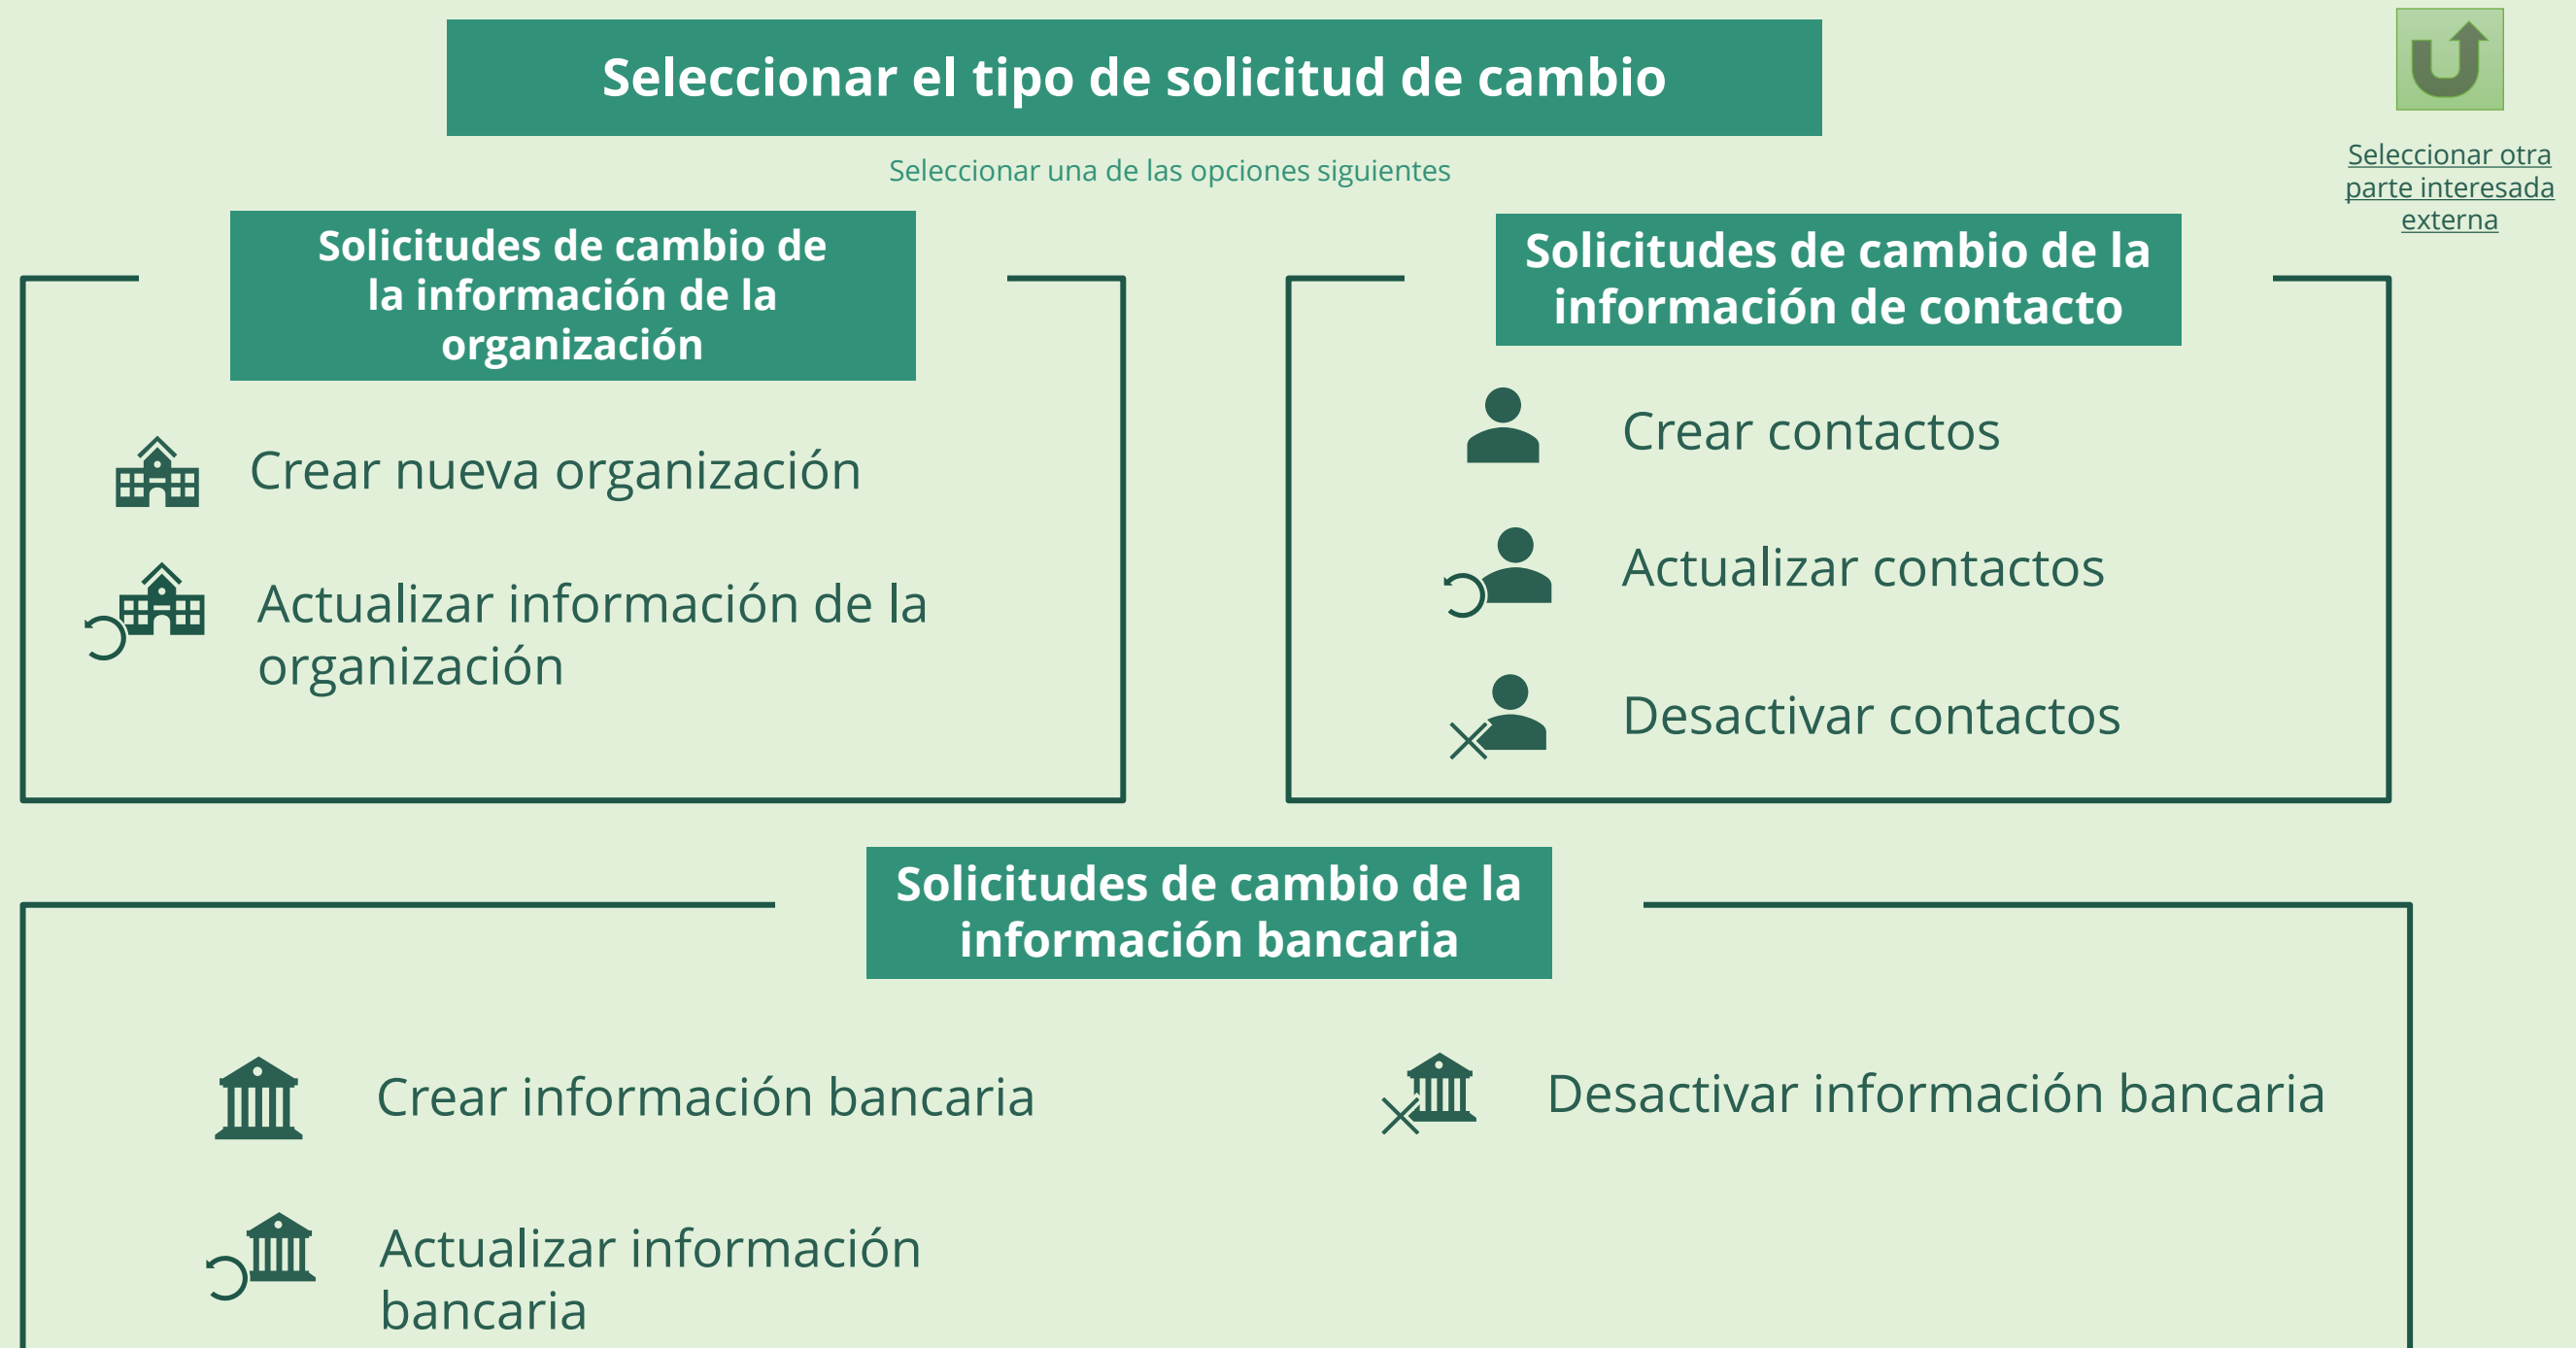 Seleccionar el tipo de solicitud de cambio
Seleccionar una de las opciones siguientes
Seleccionar otra
parte interesada
externa
Solicitudes de cambio de
la información de la
organización
Crear nueva organización
Actualizar información de la
organización
Solicitudes de cambio de la
información de contacto
Crear contactos
Actualizar contactos
Desactivar contactos
Solicitudes de cambio de la
información bancaria
Crear información bancaria
Actualizar información
bancaria
Desactivar información bancaria